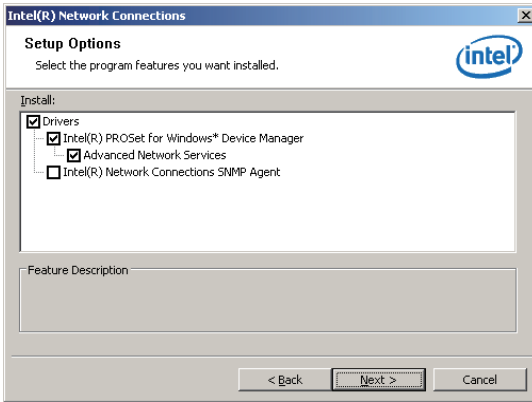 Intel(R) Network Connections
Setup Options
Select the program features you want installed.
intel
Install:
Drivers
Intel(R) PROSet for Windows* Device Manager
Advanced Network Services
Intel(R) Network Connections SNMP Agent
Feature Description
< Back
Next >
Cancel